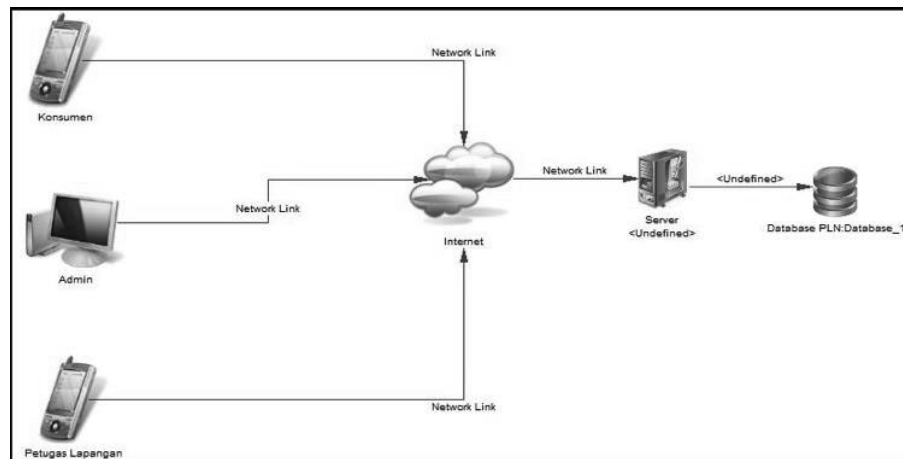 Network Link
Konsumen
Network Link
<Undefined>
Network Link
Server
<Undefined>
Database PLN:Database_1
Internet
Admin
Network Link
Petugas Lapangan